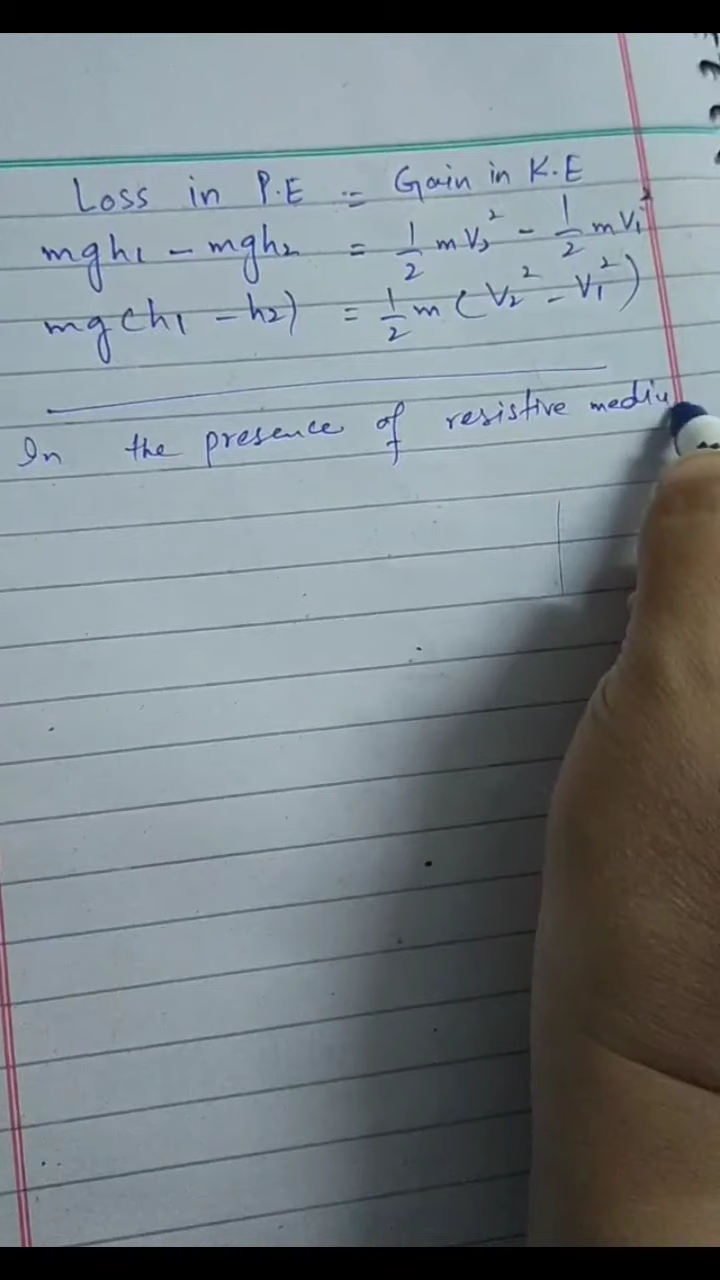 Loss in P.E = Gain in K.E
mgh₁ - mgh₂ = 1/2 mV₂² - 1/2 mV₁²
mg(h₁ - h₂) = 1/2 m (V₂² - V₁²)
In the presence of resistive mediu